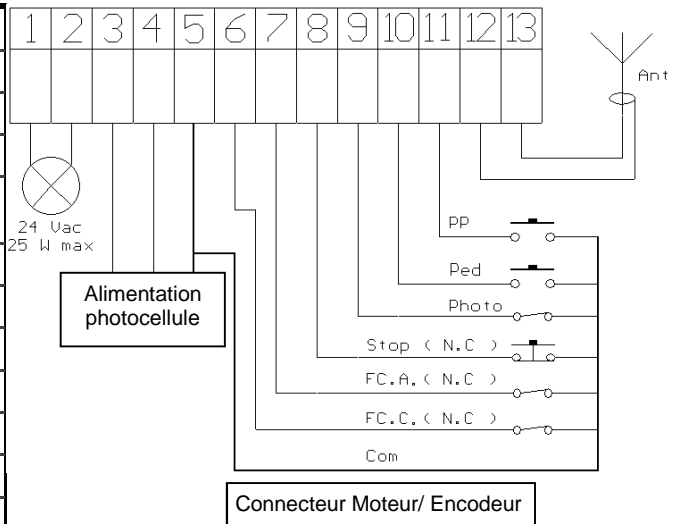 1 2 3 4 5 6 7 8 9 10 11 12 13
Ant
24 Vac
25 W max
Alimentation
photocellule
PP
Ped
Photo
Stop ( N.C )
FC.A. ( N.C )
FC.C. ( N.C )
Com
Connecteur Moteur/ Encodeur